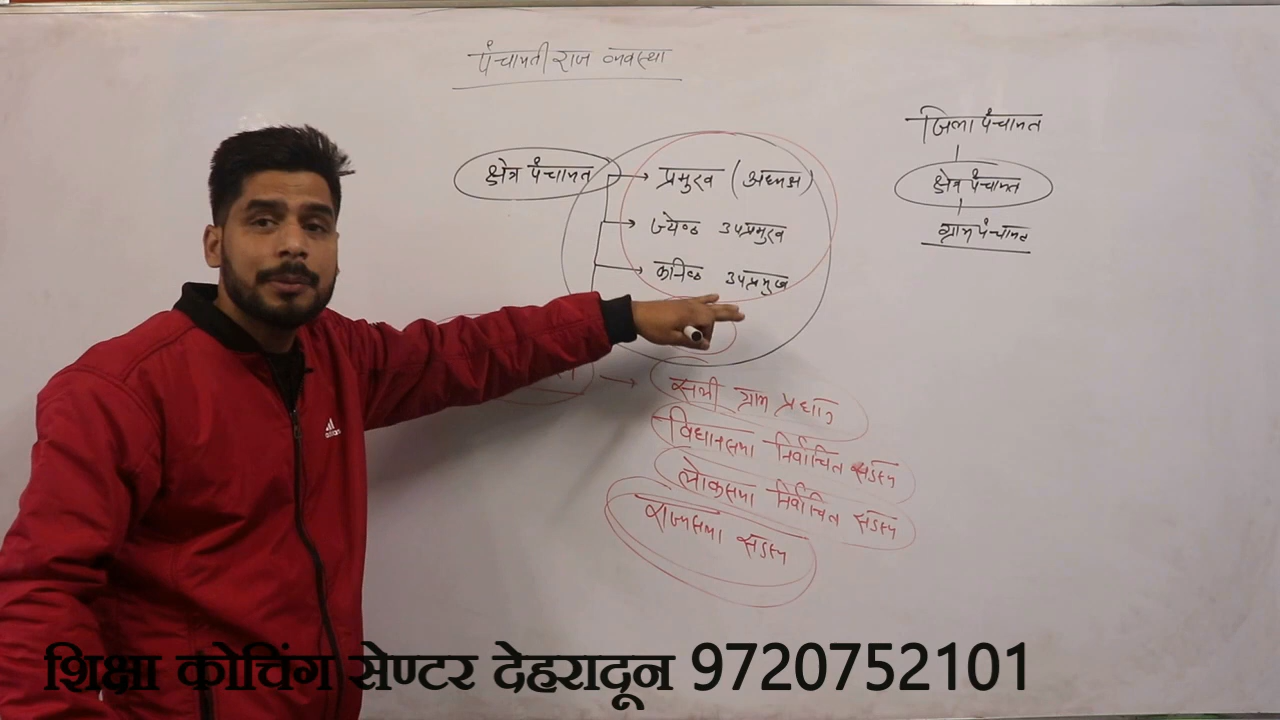 पंचायती राज व्यवस्था
जिला पंचायत
क्षेत्र पंचायत
ग्राम पंचायत
क्षेत्र पंचायत
प्रमुख (अध्यक्ष)
ज्येष्ठ उपप्रमुख
कनिष्ठ उपप्रमुख
सभी ग्राम प्रधान
विधानसभा निर्वाचित सदस्य
लोकसभा निर्वाचित सदस्य
राज्यसभा सदस्य
शिक्षा कोचिंग सेण्टर देहरादून 9720752101